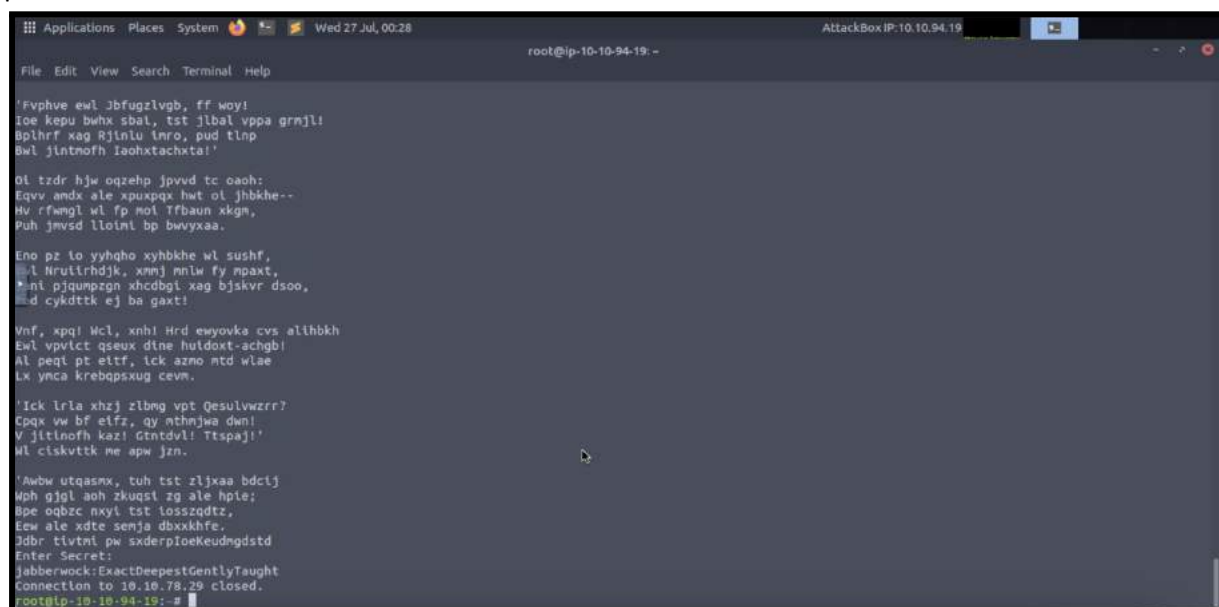 Applications Places System Wed 27 Jul, 00:28 AttackBox IP:10.10.94.19
root@ip-10-10-94-19: ~
File Edit View Search Terminal Help
'Fvphve ewl Jbfugzlvgb, ff woy!
Ioe kepu bwhx sbai, tst jlbal vppa grmjl!
Bplhrf xag Rjinlu imro, pud tlnp
Bwl jintmofh Iaohxtachxta!'
Oi tzdr hjw oqzehp jpvvd tc oaoh:
Eqvv amdx ale xpuxpqx hwt oi jhbkhe--
Hv rfwmgl wl fp moi Tfbaun xkgm,
Puh jmvsd lloimi bp bwvyxaa.
Eno pz io yyhqho xyhbkhe wl sushf,
l Nruiirhdjk, xmmj mnlw fy mpaxt,
ni pjqumpzgn xhcdbgi xag bjskvr dsoo,
d cykdttk ej ba gaxt!
Vnf, xpq! Wcl, xnh! Hrd ewyovka cvs alihbkh
Ewl vpvict qseux dine huidoxt-achgb!
Al peqi pt eitf, ick azmo mtd wlae
Lx ymca krebqpsxug cevm.
'Ick lrla xhzj zlbmg vpt Qesulvwzrr?
Cpqx vw bf eifz, qy mthmjwa dwn!
V jitinofh kaz! Gtntdvl! Ttspaj!'
Wl ciskvttk me apw jzn.
'Awbw utqasmx, tuh tst zljxaa bdcij
Wph gjgl aoh zkuqsi zg ale hpie;
Bpe oqbzc nxyi tst iosszqdtz,
Eew ale xdte semja dbxxkhfe.
Jdbr tivtmi pw sxderpIoeKeudmgdstd
Enter Secret:
jabberwock:ExactDeepestGentlyTaught
Connection to 10.10.78.29 closed.
root@ip-10-10-94-19:~#